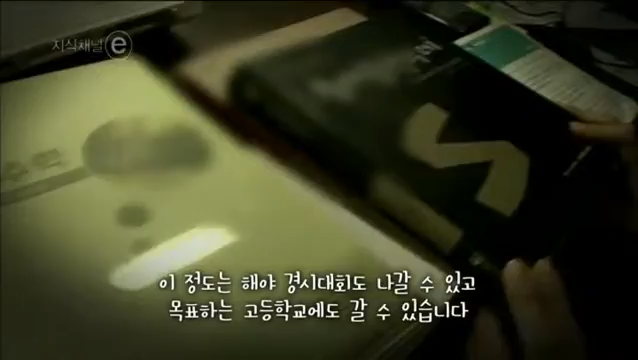 지식채널 e
이 정도는 해야 경시대회도 나갈 수 있고
목표하는 고등학교에도 갈 수 있습니다